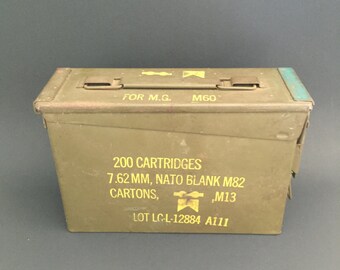 FOR M.G. M60
200 CARTRIDGES
7.62 MM, NATO BLANK M82
CARTONS, ,M13
LOT LC-L-12884 A111